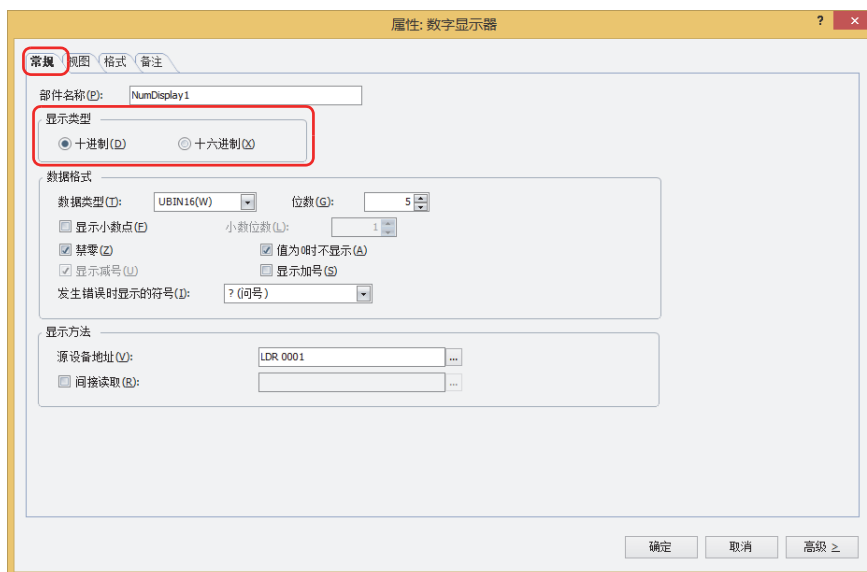 属性: 数字显示器
? ×
常规 视图 格式 备注
部件名称(P): NumDisplay1
显示类型
十进制(D) 十六进制(X)
数据格式
数据类型(T): UBIN16(W) 位数(G): 5
显示小数点(F) 小数位数(L): 1
禁零(Z) 值为0时不显示(A)
显示减号(U) 显示加号(S)
发生错误时显示的符号(I): ? (问号)
显示方法
源设备地址(V): LDR 0001 ...
间接读取(R): ...
确定 取消 高级 ≥